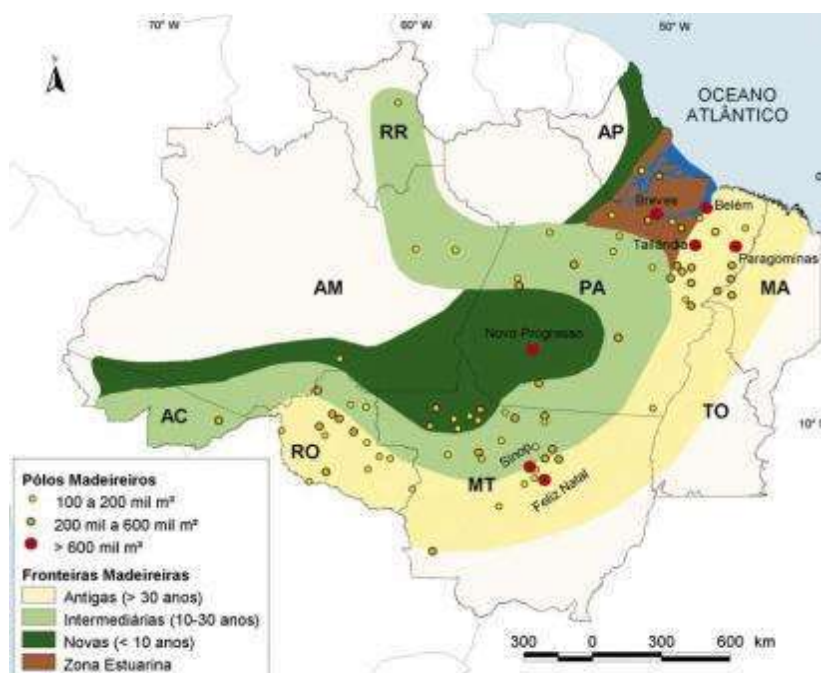 70° W
60° W
50° W
N
OCEANO
ATLÂNTICO
RR
AP
Breves
Belém
Tailândia
Paragominas
AM
PA
MA
Novo Progresso
AC
TO
10°
RO
Sinop
MT
Feliz Natal
Pólos Madeireiros
100 a 200 mil m³
200 mil a 600 mil m³
> 600 mil m³
Fronteiras Madeireiras
Antigas (> 30 anos)
Intermediárias (10-30 anos)
Novas (< 10 anos)
Zona Estuarina
300 0 300 600 km